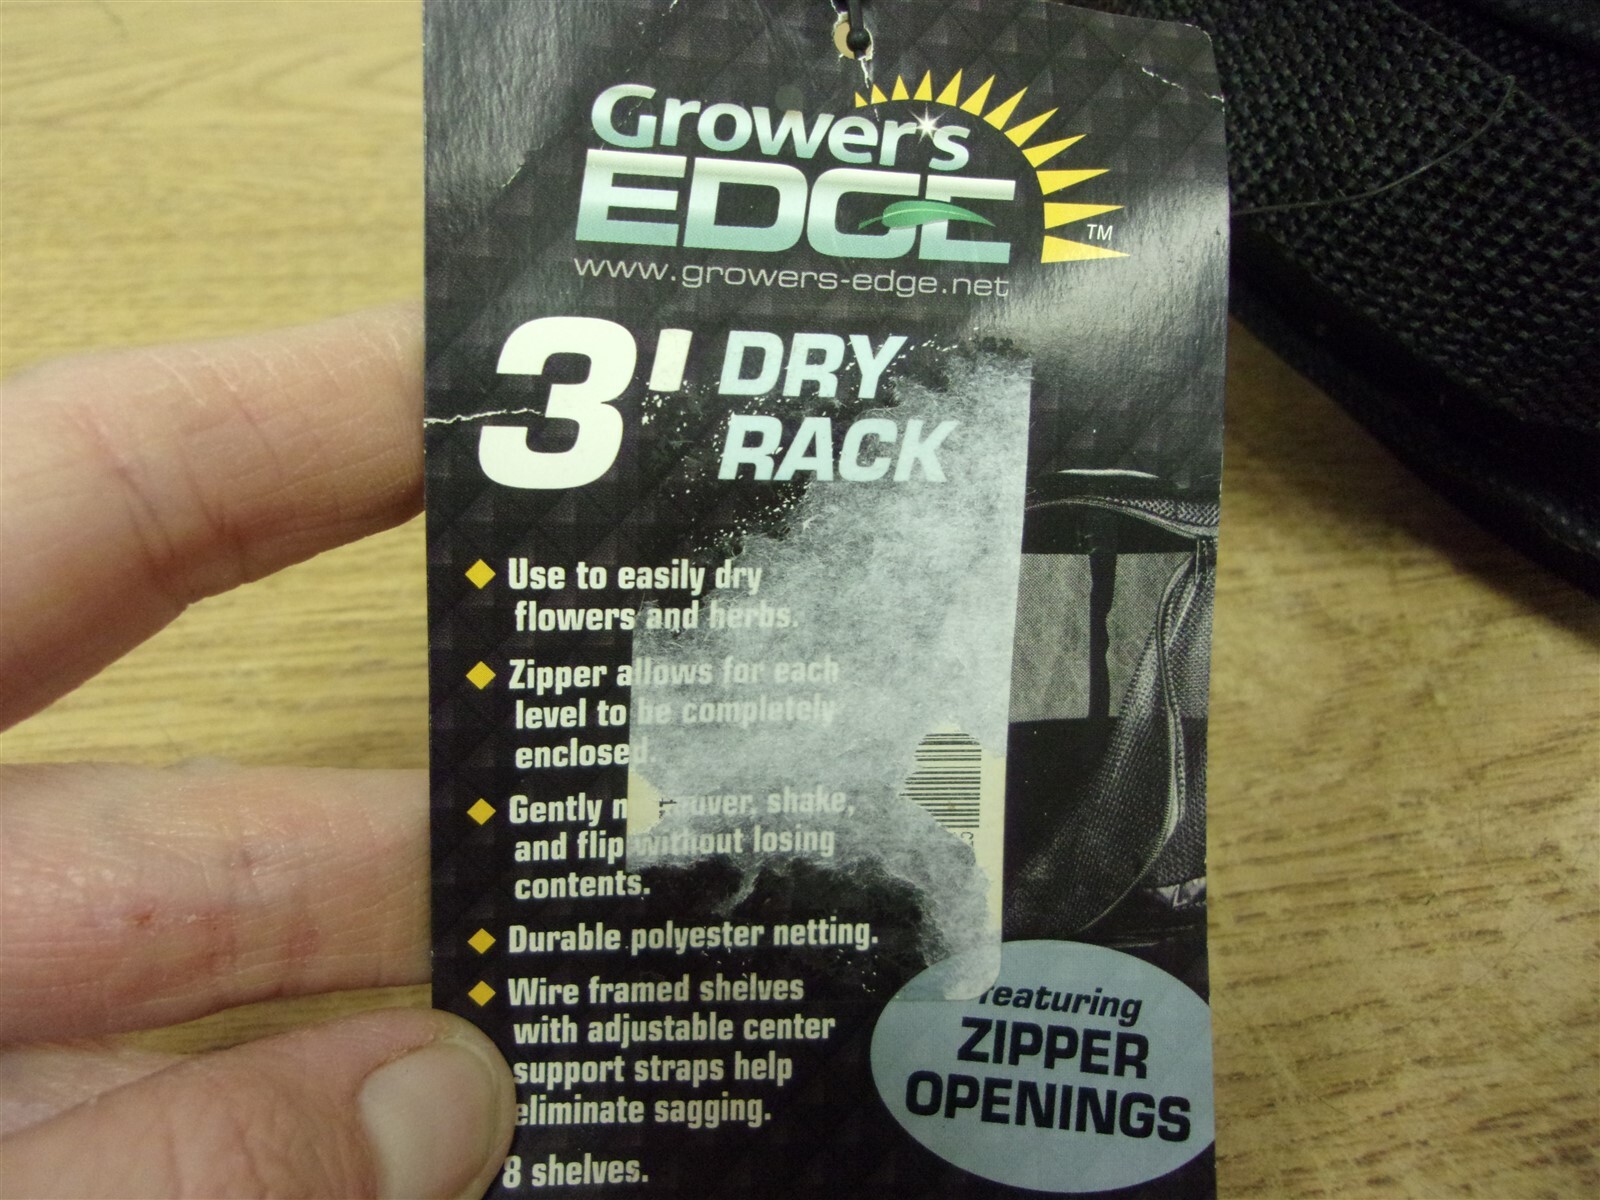 Grower's
EDGE
TM
www.growers-edge.net
3' DRY
RACK
Use to easily dry
flowers and herbs.
Zipper allows for each
level to be completely
enclosed.
Gently shake,
and flip without losing
contents.
Durable polyester netting.
Wire framed shelves
with adjustable center
support straps help
eliminate sagging.
8 shelves.
featuring
ZIPPER
OPENINGS